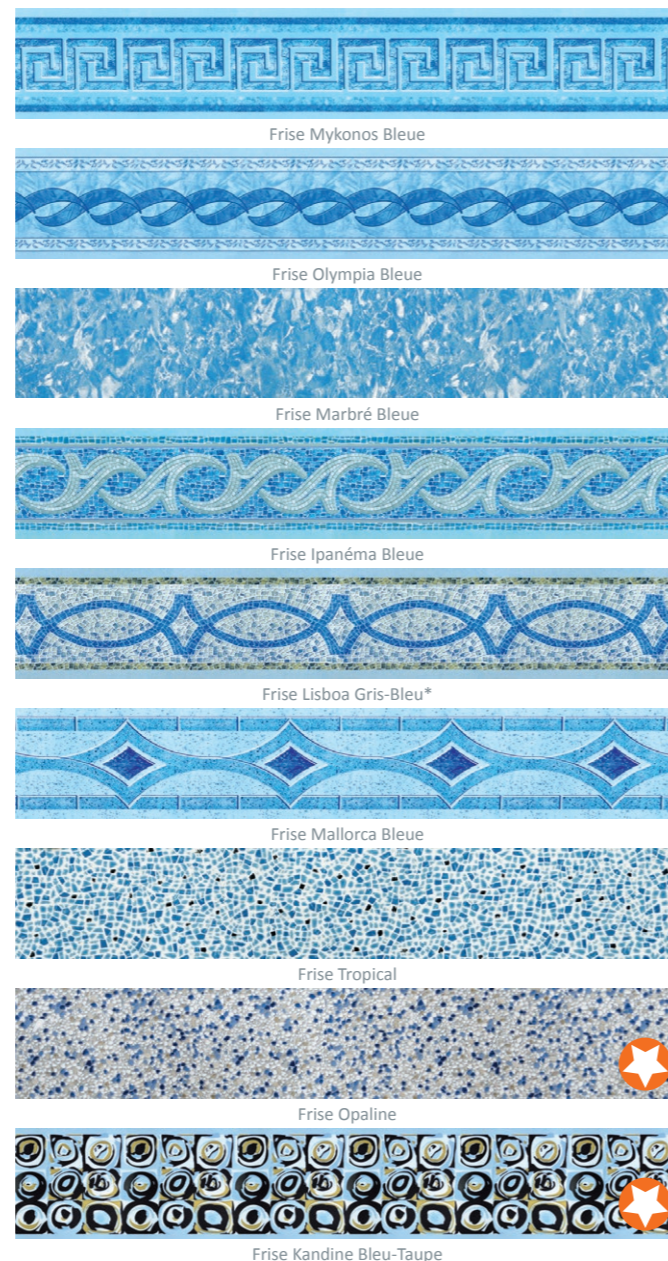 Frise Mykonos Bleue
Frise Olympia Bleue
Frise Marbré Bleue
Frise Ipanéma Bleue
Frise Lisboa Gris-Bleu*
Frise Mallorca Bleue
Frise Tropical
Frise Opaline
Frise Kandine Bleu-Taupe